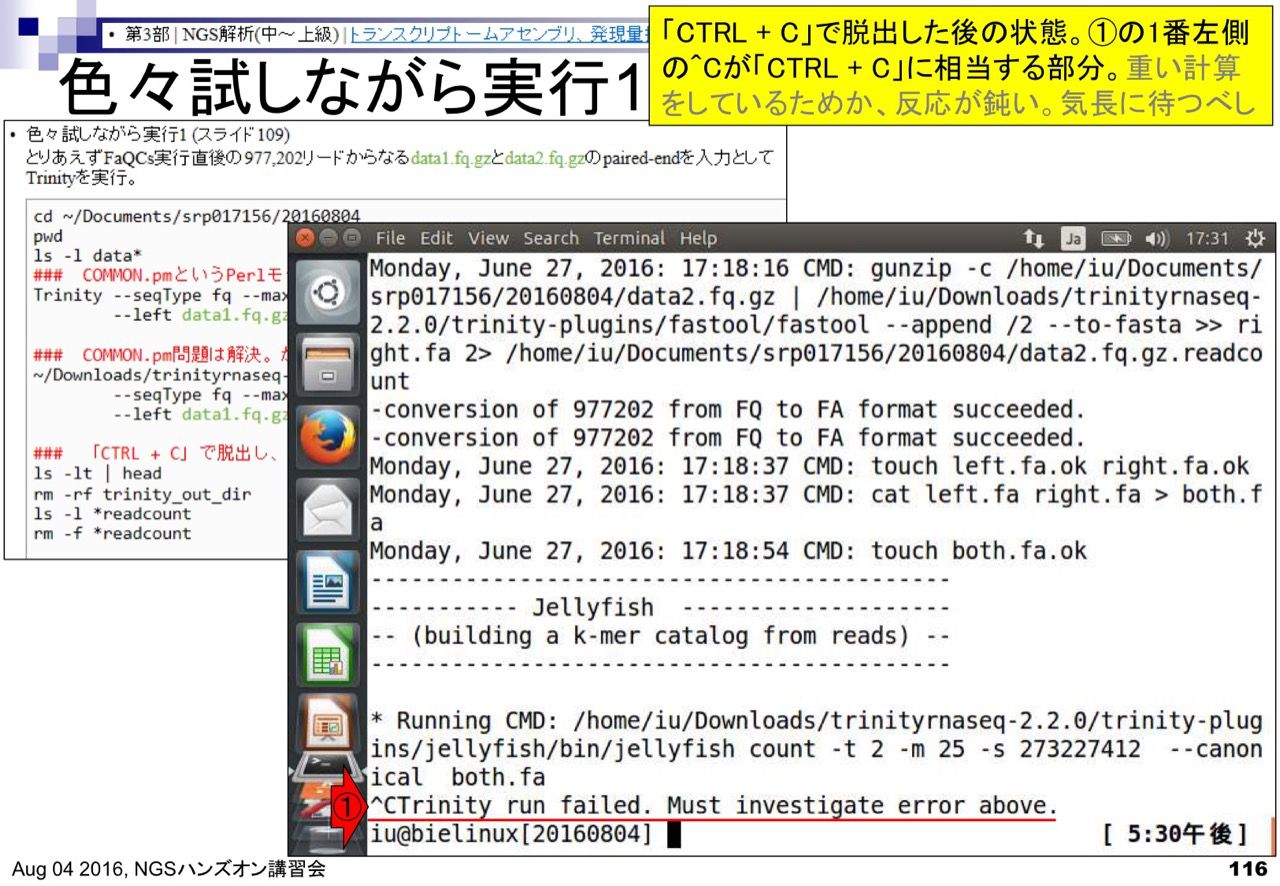 • 第3部 | NGS解析(中～上級) | トランスクリプトームアセンブリ、発現量
「CTRL + C」で脱出した後の状態。①の1番左側
の^Cが「CTRL + C」に相当する部分。重い計算
をしているためか、反応が鈍い。気長に待つべし
色々試しながら実行1
• 色々試しながら実行1 (スライド109)
とりあえずFaQCs実行直後の977,202リードからなるdata1.fq.gzとdata2.fq.gzのpaired-endを入力として
Trinityを実行。
cd ~/Documents/srp017156/20160804
pwd
ls -l data*
### COMMON.pmというPerlモ
Trinity --seqType fq --max
--left data1.fq.gz
### COMMON.pm問題は解決。
~/Downloads/trinityrnaseq-
--seqType fq --max
--left data1.fq.gz
### 「CTRL + C」で脱出し、
ls -lt | head
rm -rf trinity_out_dir
ls -l *readcount
rm -f *readcount
File Edit View Search Terminal Help
Ja 17:31
Monday, June 27, 2016: 17:18:16 CMD: gunzip -c /home/iu/Documents/
srp017156/20160804/data2.fq.gz | /home/iu/Downloads/trinityrnaseq-
2.2.0/trinity-plugins/fastool/fastool --append /2 --to-fasta >> ri
ght.fa 2> /home/iu/Documents/srp017156/20160804/data2.fq.gz.readco
unt
-conversion of 977202 from FQ to FA format succeeded.
-conversion of 977202 from FQ to FA format succeeded.
Monday, June 27, 2016: 17:18:37 CMD: touch left.fa.ok right.fa.ok
Monday, June 27, 2016: 17:18:37 CMD: cat left.fa right.fa > both.f
a
Monday, June 27, 2016: 17:18:54 CMD: touch both.fa.ok
-------------------------------------------
----------- Jellyfish  --------------------
-- (building a k-mer catalog from reads) --
-------------------------------------------
* Running CMD: /home/iu/Downloads/trinityrnaseq-2.2.0/trinity-plug
ins/jellyfish/bin/jellyfish count -t 2 -m 25 -s 273227412  --canon
ical  both.fa
① ^CTrinity run failed. Must investigate error above.
iu@bielinux[20160804] [ 5:30午後]
Aug 04 2016, NGSハンズオン講習会
116